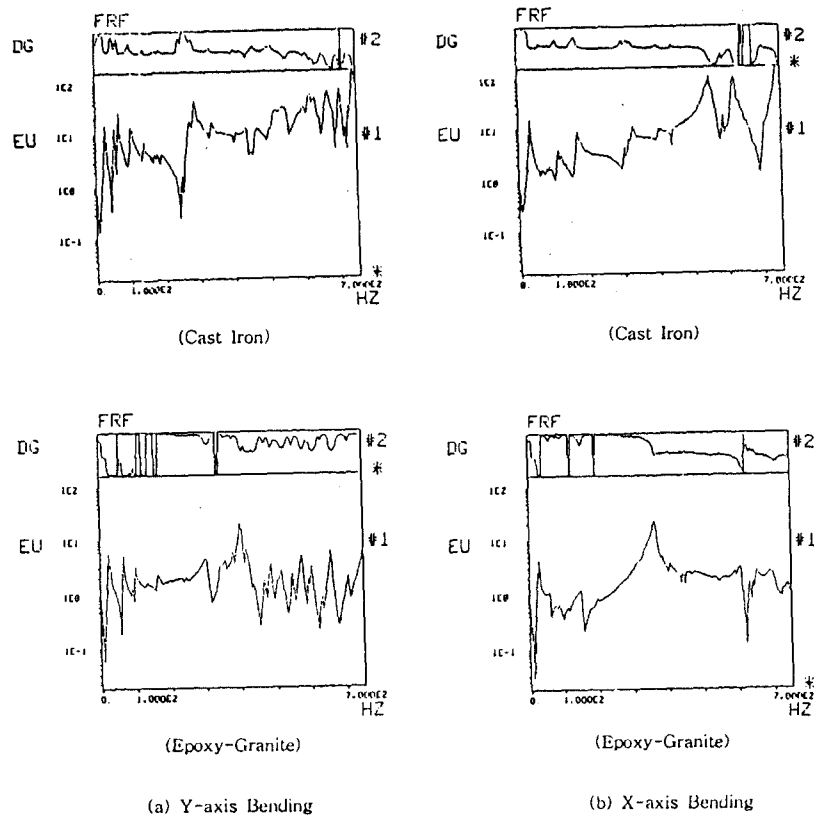 FRF
DG
#2
1E2
EU
1E1
#1
1E0
1E-1
*
0.
1.000E2
7.000E2
HZ
(Cast Iron)
FRF
DG
#2
*
EU
1E1
#1
1E0
1E-1
0.
1.000E2
7.000E2
HZ
(Cast Iron)
FRF
DG
#2
*
1E2
EU
1E1
#1
1E0
1E-1
0.
1.000E2
7.000E2
HZ
(Epoxy-Granite)
(a) Y-axis Bending
FRF
DG
#2
1E2
EU
1E1
#1
1E0
1E-1
*
0.
1.000E2
7.000E2
HZ
(Epoxy-Granite)
(b) X-axis Bending